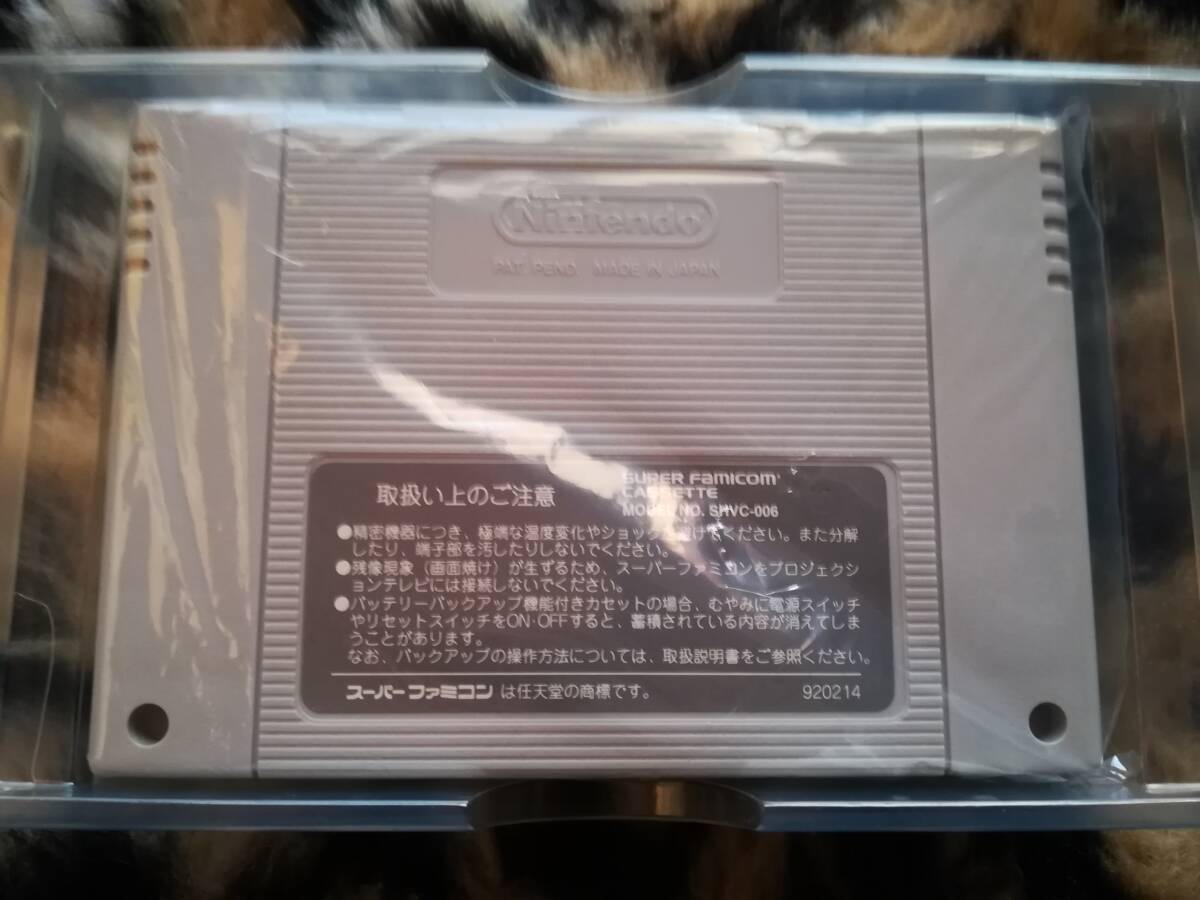 Nintendo
PAT. PEND. MADE IN JAPAN
取扱い上のご注意
SUPER FAMICOM
CASSETTE
MODEL NO. SHVC-006
●精密機器につき、極端な温度変化やショックを避けてください。また分解
したり、端子部を汚したりしないでください。
●残像現象（画面焼け）が生ずるため、スーパーファミコンをプロジェクシ
ョンテレビには接続しないでください。
●バッテリーバックアップ機能付きカセットの場合、むやみに電源スイッチ
やリセットスイッチをON・OFFすると、蓄積されている内容が消えてしま
うことがあります。
なお、バックアップの操作方法については、取扱説明書をご参照ください。
スーパーファミコン は任天堂の商標です。
920214